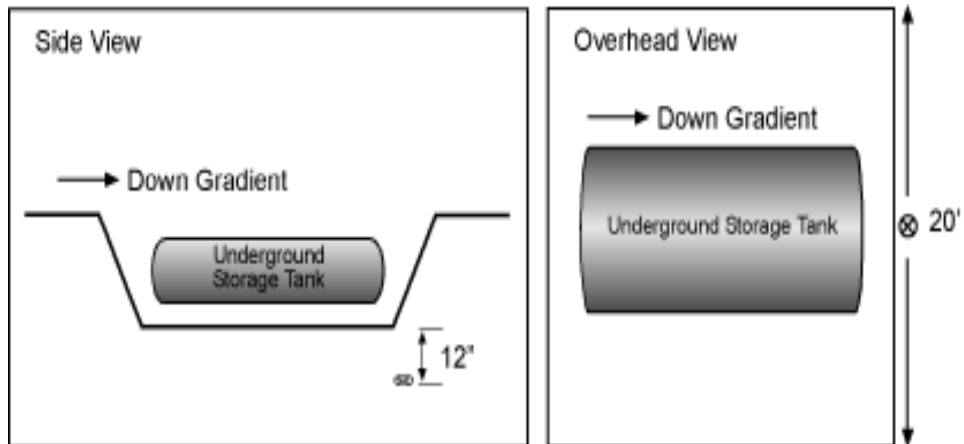 Side View
Down Gradient
Underground
Storage Tank
12"
Overhead View
Down Gradient
Underground Storage Tank
20'